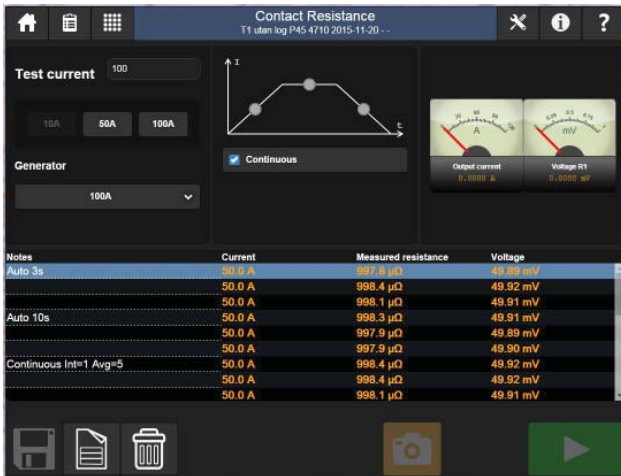 Contact Resistance
T1 utan log P45 4710 2015-11-20 - -
i
?
Test current 100
10A 50A 100A
Generator
100A
I
t
Continuous
A
mV
Output current
0.0000 A
Voltage R1
0.0000 mV
Notes Current Measured resistance Voltage
Auto 3s 50.0 A 997.8 µΩ 49.89 mV
50.0 A 998.4 µΩ 49.92 mV
50.0 A 998.1 µΩ 49.91 mV
Auto 10s 50.0 A 998.3 µΩ 49.91 mV
50.0 A 997.9 µΩ 49.89 mV
50.0 A 997.9 µΩ 49.90 mV
Continuous Int=1 Avg=5 50.0 A 998.4 µΩ 49.92 mV
50.0 A 998.4 µΩ 49.92 mV
50.0 A 998.1 µΩ 49.91 mV